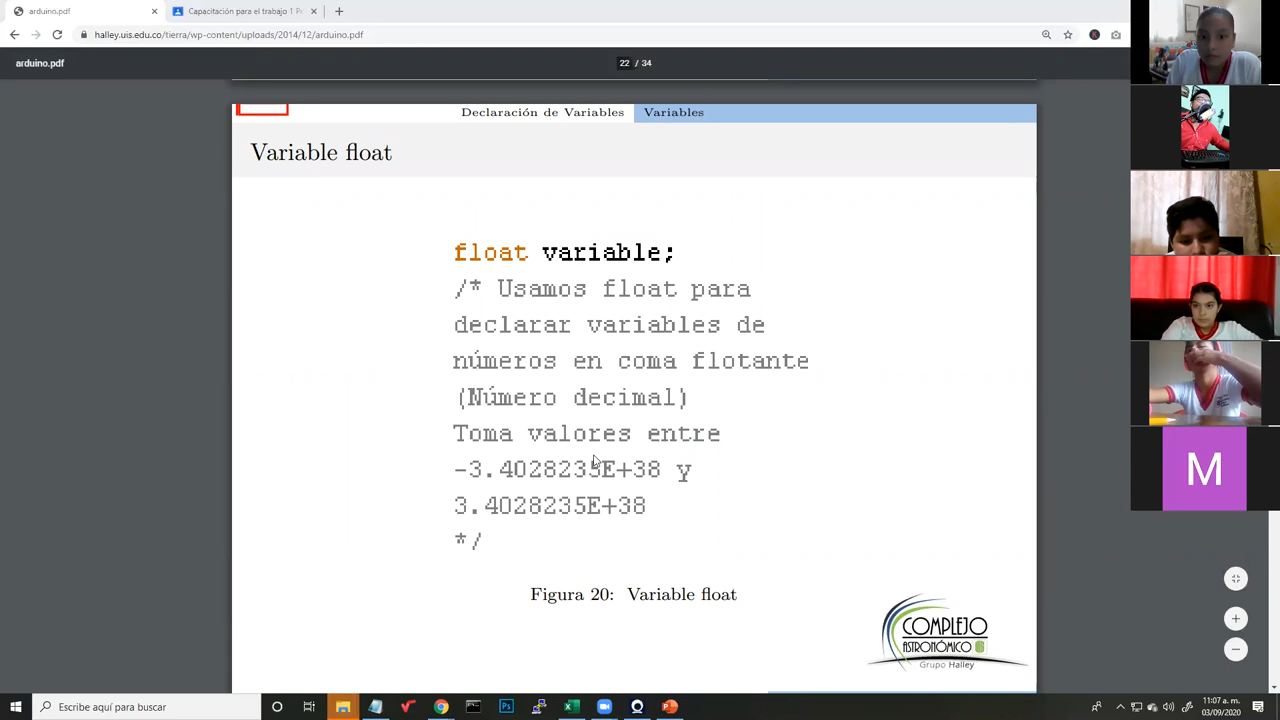 arduino.pdf
Capacitación para el trabajo 1 P
halley.uis.edu.co/tierra/wp-content/uploads/2014/12/arduino.pdf
arduino.pdf
22 / 34
Declaración de Variables
Variables
Variable float
float variable;
/* Usamos float para
declarar variables de
números en coma flotante
(Número decimal)
Toma valores entre
-3.4028235E+38 y
3.4028235E+38
*/
Figura 20: Variable float
COMPLEJO
ASTRONÓMICO
Grupo Halley
M
Escribe aquí para buscar
11:07 a. m.
03/09/2020